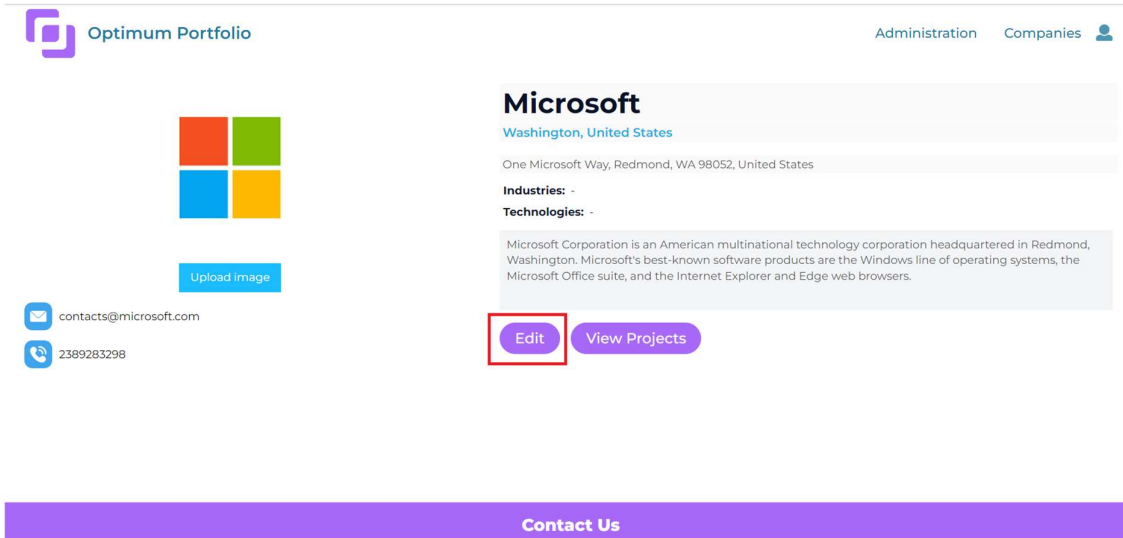 Optimum Portfolio
Administration Companies
Microsoft
Washington, United States
One Microsoft Way, Redmond, WA 98052, United States
Industries: -
Technologies: -
Microsoft Corporation is an American multinational technology corporation headquartered in Redmond,
Washington. Microsoft's best-known software products are the Windows line of operating systems, the
Microsoft Office suite, and the Internet Explorer and Edge web browsers.
Upload image
contacts@microsoft.com
2389283298
Edit View Projects
Contact Us